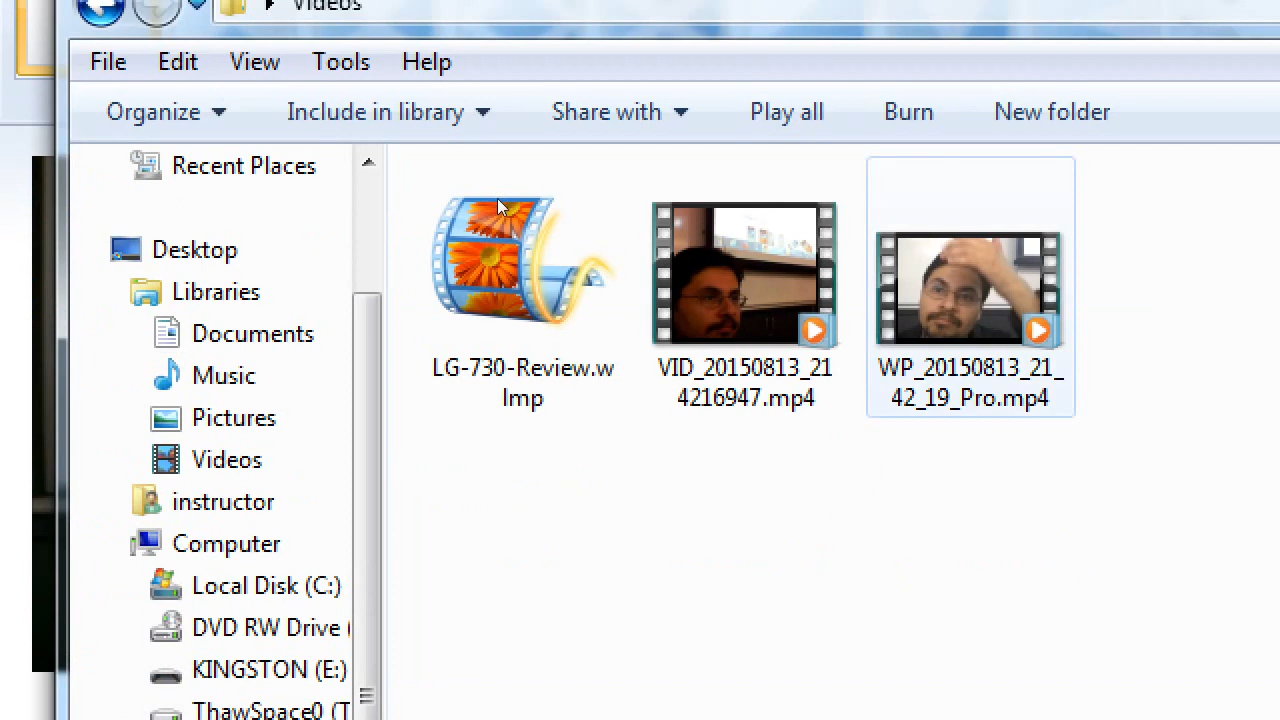 Videos
File Edit View Tools Help
Organize Include in library Share with Play all Burn New folder
Recent Places
Desktop
Libraries
Documents
Music
Pictures
Videos
instructor
Computer
Local Disk (C:)
DVD RW Drive (
KINGSTON (E:)
ThawSpace0 (T
LG-730-Review.w
lmp
VID_20150813_21
4216947.mp4
WP_20150813_21_
42_19_Pro.mp4